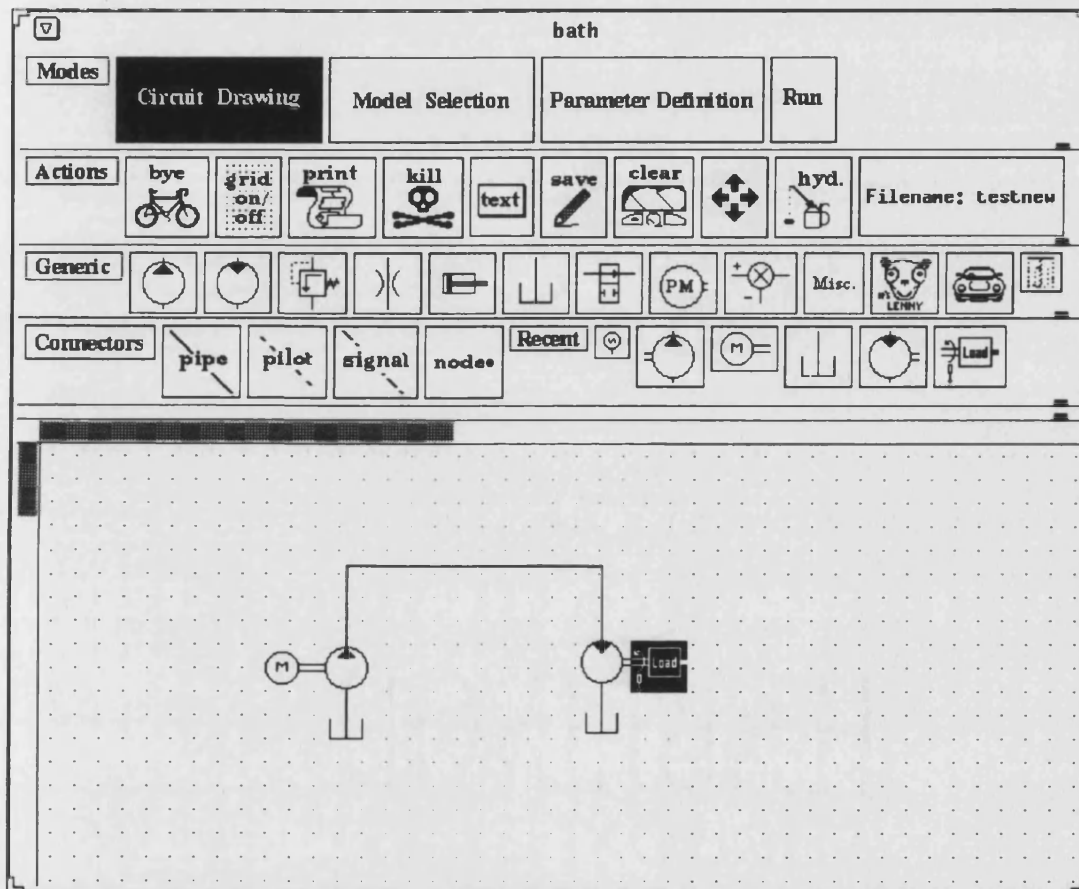 bath
Modes
Circuit Drawing
Model Selection
Parameter Definition
Run
Actions
bye
grid
on/
off
print
kill
text
save
clear
hyd.
Filename: testnew
Generic
PM
+
-
Misc.
LENNY
Connectors
pipe
pilot
signal
node
Recent
M
Load
M
Load